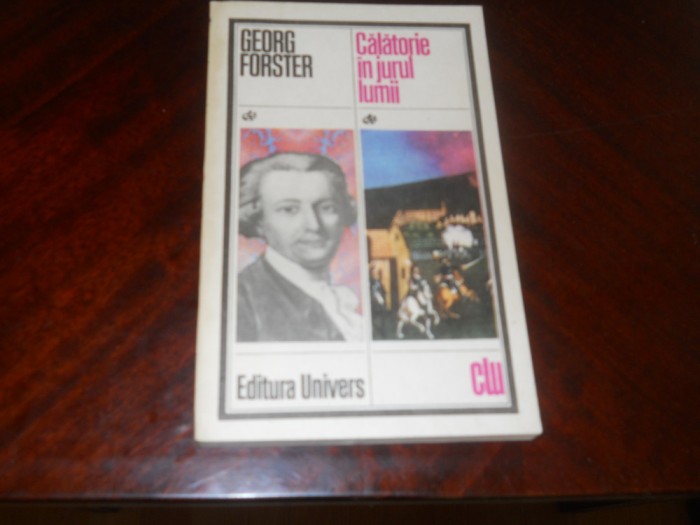 GEORG
FORSTER
Călătorie
în jurul
lumii
Editura Univers
clu